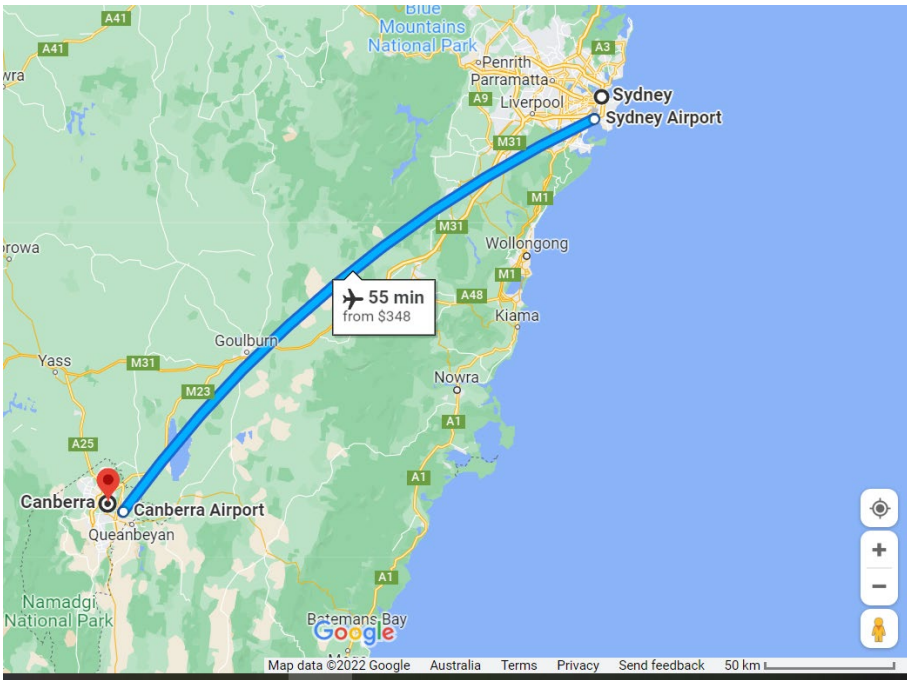 Blue
Mountains
National Park
A41
A41
wra
A3
Penrith
Parramatta
A9
Liverpool
Sydney
Sydney Airport
M31
M1
M31
orowa
Wollongong
M1
55 min
from $348
A48
Kiama
Goulburn
Yass
M31
M23
Nowra
A1
A25
A1
Canberra
Canberra Airport
Queanbeyan
A1
Namadgi
National Park
Batemans Bay
Google
Map data ©2022 Google Australia Terms Privacy Send feedback 50 km